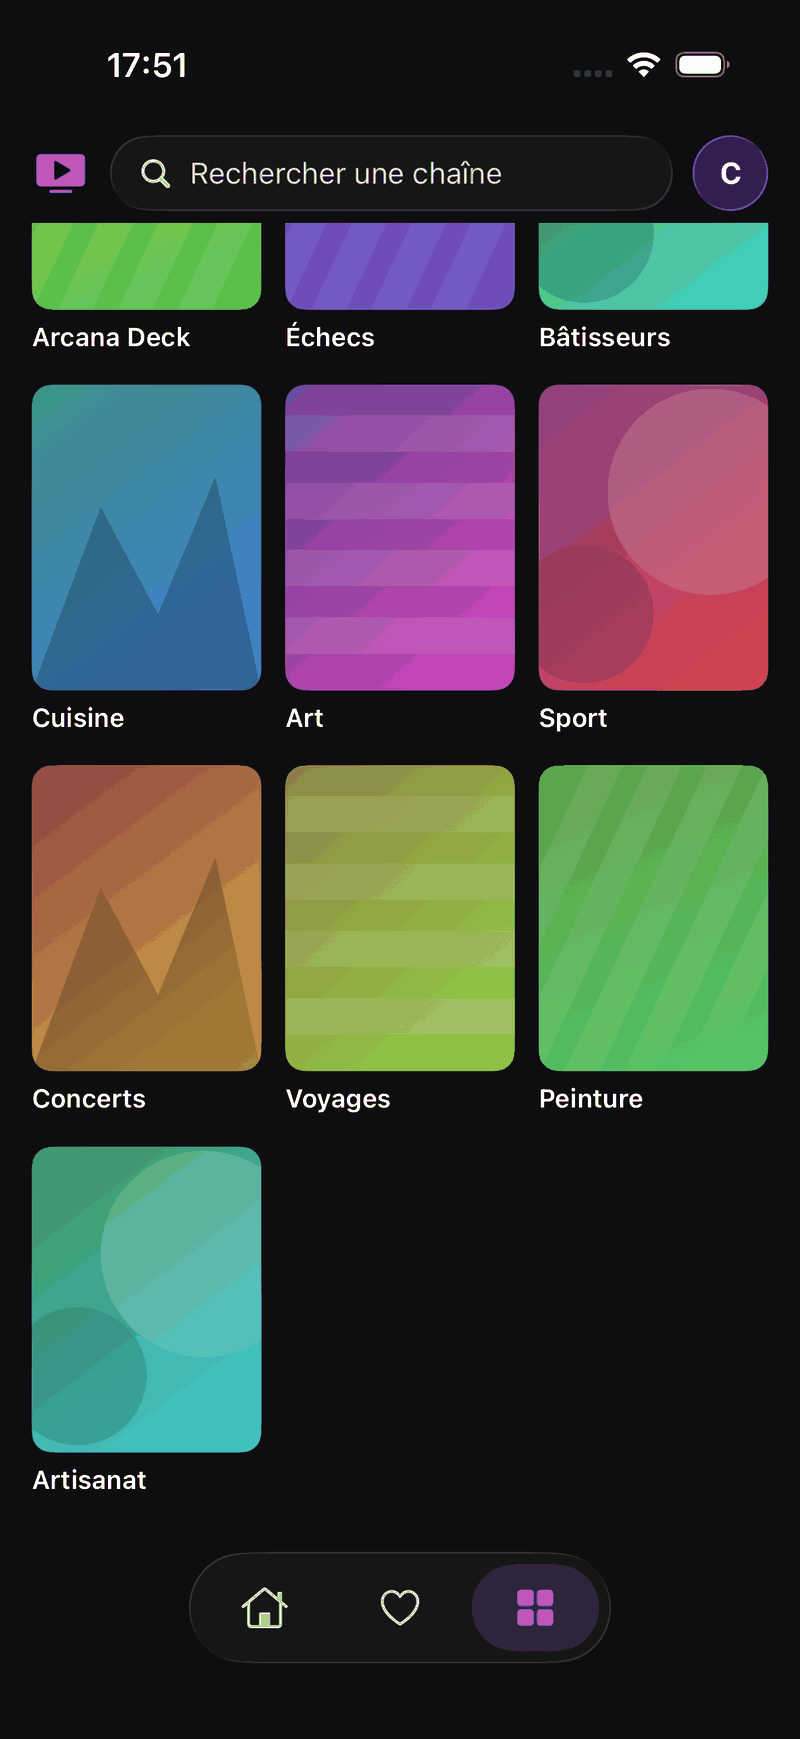 17:51
Rechercher une chaîne
C
Arcana Deck
Échecs
Bâtisseurs
Cuisine
Art
Sport
Concerts
Voyages
Peinture
Artisanat